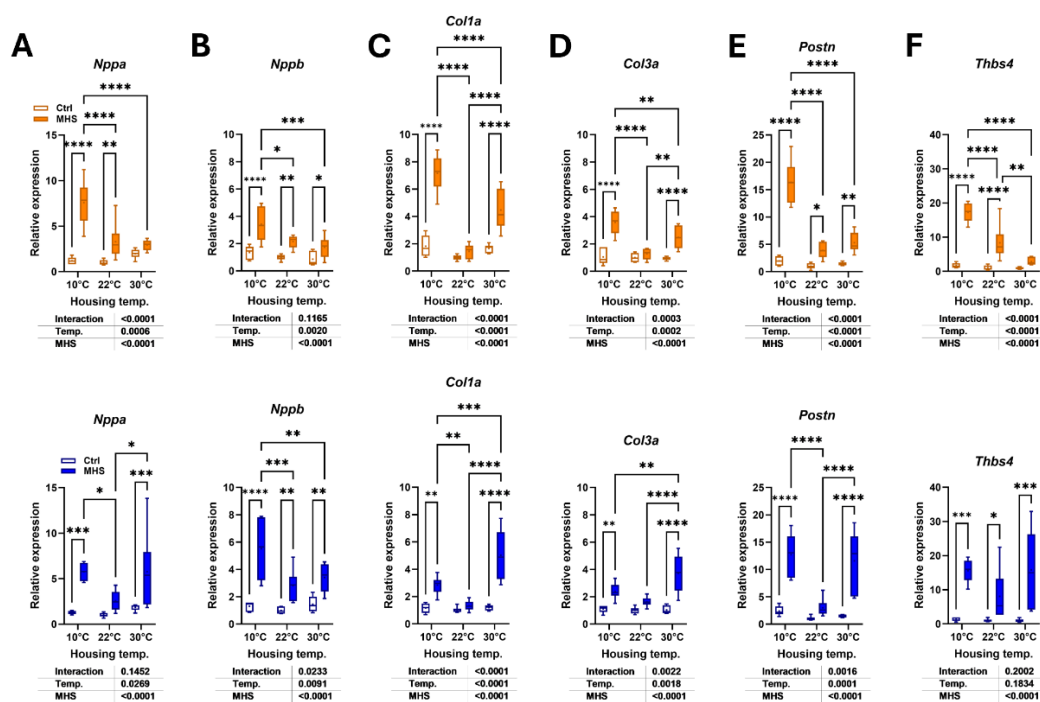 A B C D E F
Nppa Nppb Col1a Col3a Postn Thbs4
Ctrl
MHS
**** **** **** **
*** * **** **
**** **** **** ****
** **** **
**** **** * **
**** **** **** **
Relative expression
15
10
5
0
10°C 22°C 30°C
Housing temp.
Interaction <0.0001
Temp. 0.0006
MHS <0.0001
Relative expression
10
8
6
4
2
0
10°C 22°C 30°C
Housing temp.
Interaction 0.1165
Temp. 0.0020
MHS <0.0001
Relative expression
10
8
6
4
2
0
10°C 22°C 30°C
Housing temp.
Interaction <0.0001
Temp. <0.0001
MHS <0.0001
Relative expression
10
8
6
4
2
0
10°C 22°C 30°C
Housing temp.
Interaction 0.0003
Temp. 0.0002
MHS <0.0001
Relative expression
25
20
15
10
5
0
10°C 22°C 30°C
Housing temp.
Interaction <0.0001
Temp. <0.0001
MHS <0.0001
Relative expression
40
30
20
10
0
10°C 22°C 30°C
Housing temp.
Interaction <0.0001
Temp. <0.0001
MHS <0.0001
Nppa
Ctrl
MHS
* * *** ***
Relative expression
15
10
5
0
10°C 22°C 30°C
Housing temp.
Interaction 0.1452
Temp. 0.0269
MHS <0.0001
Nppb
** *** **** ** **
Relative expression
10
8
6
4
2
0
10°C 22°C 30°C
Housing temp.
Interaction 0.0233
Temp. 0.0091
MHS <0.0001
Col1a
*** ** **** ** ****
Relative expression
10
8
6
4
2
0
10°C 22°C 30°C
Housing temp.
Interaction <0.0001
Temp. <0.0001
MHS <0.0001
Col3a
** **** ** ****
Relative expression
10
8
6
4
2
0
10°C 22°C 30°C
Housing temp.
Interaction 0.0022
Temp. 0.0018
MHS <0.0001
Postn
**** **** **** ****
Relative expression
25
20
15
10
5
0
10°C 22°C 30°C
Housing temp.
Interaction 0.0016
Temp. 0.0001
MHS <0.0001
Thbs4
*** * ***
Relative expression
40
30
20
10
0
10°C 22°C 30°C
Housing temp.
Interaction 0.2002
Temp. 0.1834
MHS <0.0001